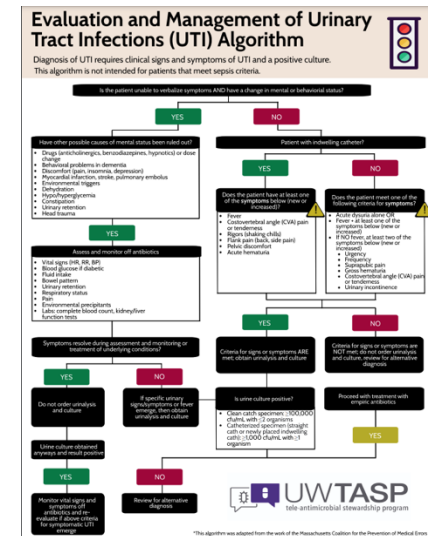 Evaluation and Management of Urinary
Tract Infections (UTI) Algorithm
Diagnosis of UTI requires clinical signs and symptoms of UTI and a positive culture.
This algorithm is not intended for patients that meet sepsis criteria.
Is the patient unable to verbalize symptoms AND have a change in mental or behaviorial status?
YES
NO
Have other possible causes of mental status been ruled out?
• Drugs (anticholinergics, benzodiazepines, hypnotics) or dose
change
• Behavioral problems in dementia
• Discomfort (pain, insomnia, depression)
• Myocardial infarction, stroke, pulmonary embolus
• Environmental triggers
• Dehydration
• Hypo/hyperglycemia
• Constipation
• Urinary retention
• Head trauma
YES
Assess and monitor off antibiotics
• Vital signs (HR, RR, BP)
• Blood glucose if diabetic
• Fluid intake
• Bowel pattern
• Urinary retention
• Respiratory status
• Pain
• Environmental precipitants
• Labs: complete blood count, kidney/liver
function tests
Symptoms resolve during assessment and monitoring or
treatment of underlying conditions?
YES
NO
Do not order urinalysis
and culture
If specific urinary
signs/symptoms or fever
emerge, then obtain
urinalysis and culture
Urine culture obtained
anyways and result positive
YES
Monitor vital signs and
symptoms off
antibiotics and re-
evaluate if above criteria
for symptomatic UTI
emerge
Patient with indwelling catheter?
YES
NO
Does the patient have at least one
of the symptoms below (new or
increased)?
• Fever
• Costovertebral angle (CVA) pain
or tenderness
• Rigors (shaking chills)
• Flank pain (back, side pain)
• Pelvic discomfort
• Acute hematuria
Does the patient meet one of the
following criteria for symptoms?
• Acute dysuria alone OR
• Fever + at least one of the
symptoms below (new or
increased)
• If NO fever, at least two of the
symptoms below (new or
increased)
• Urgency
• Frequency
• Suprapubic pain
• Gross hematuria
• Costovertebral angle (CVA) pain
or tenderness
• Urinary incontinence
YES
NO
Criteria for signs or symptoms ARE
met: obtain urinalysis and culture
Criteria for signs or symptoms are
NOT met; do not order urinalysis
and culture, review for alternative
diagnosis
Is urine culture positive?
• Clean catch specimen ≥100,000
cfu/mL with ≤2 organisms
• Catheterized specimen (straight
cath or newly placed indwelling
cath): ≥1,000 cfu/mL with ≥1
organism
Proceed with treatment with
empiric antibiotics
NO
YES
Review for alternative
diagnosis
UWTASP
tele-antimicrobial stewardship program
*This algorithm was adapted from the work of the Massachusetts Coalition for the Prevention of Medical Errors